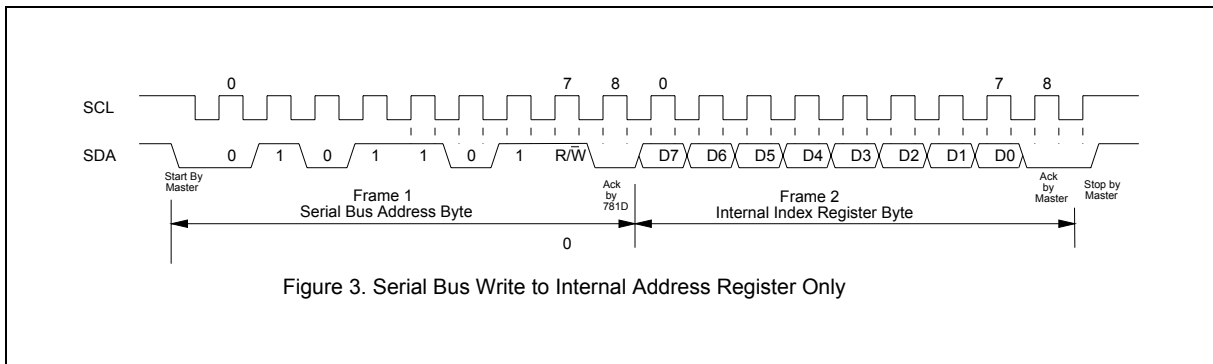 0 7 8 0 7 8
SCL
SDA 0 1 0 1 1 0 1 R/W̅ D7 D6 D5 D4 D3 D2 D1 D0
Start By
Master
Ack
by
781D
Ack
by
Master
Stop by
Master
Frame 1
Serial Bus Address Byte
Frame 2
Internal Index Register Byte
0
Figure 3. Serial Bus Write to Internal Address Register Only